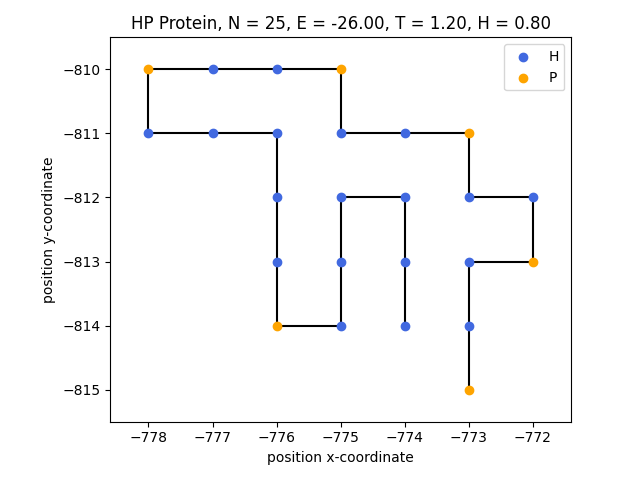 HP Protein, N = 25, E = -26.00, T = 1.20, H = 0.80
H
P
−810
−811
−812
−813
−814
−815
position y-coordinate
−778 −777 −776 −775 −774 −773 −772
position x-coordinate